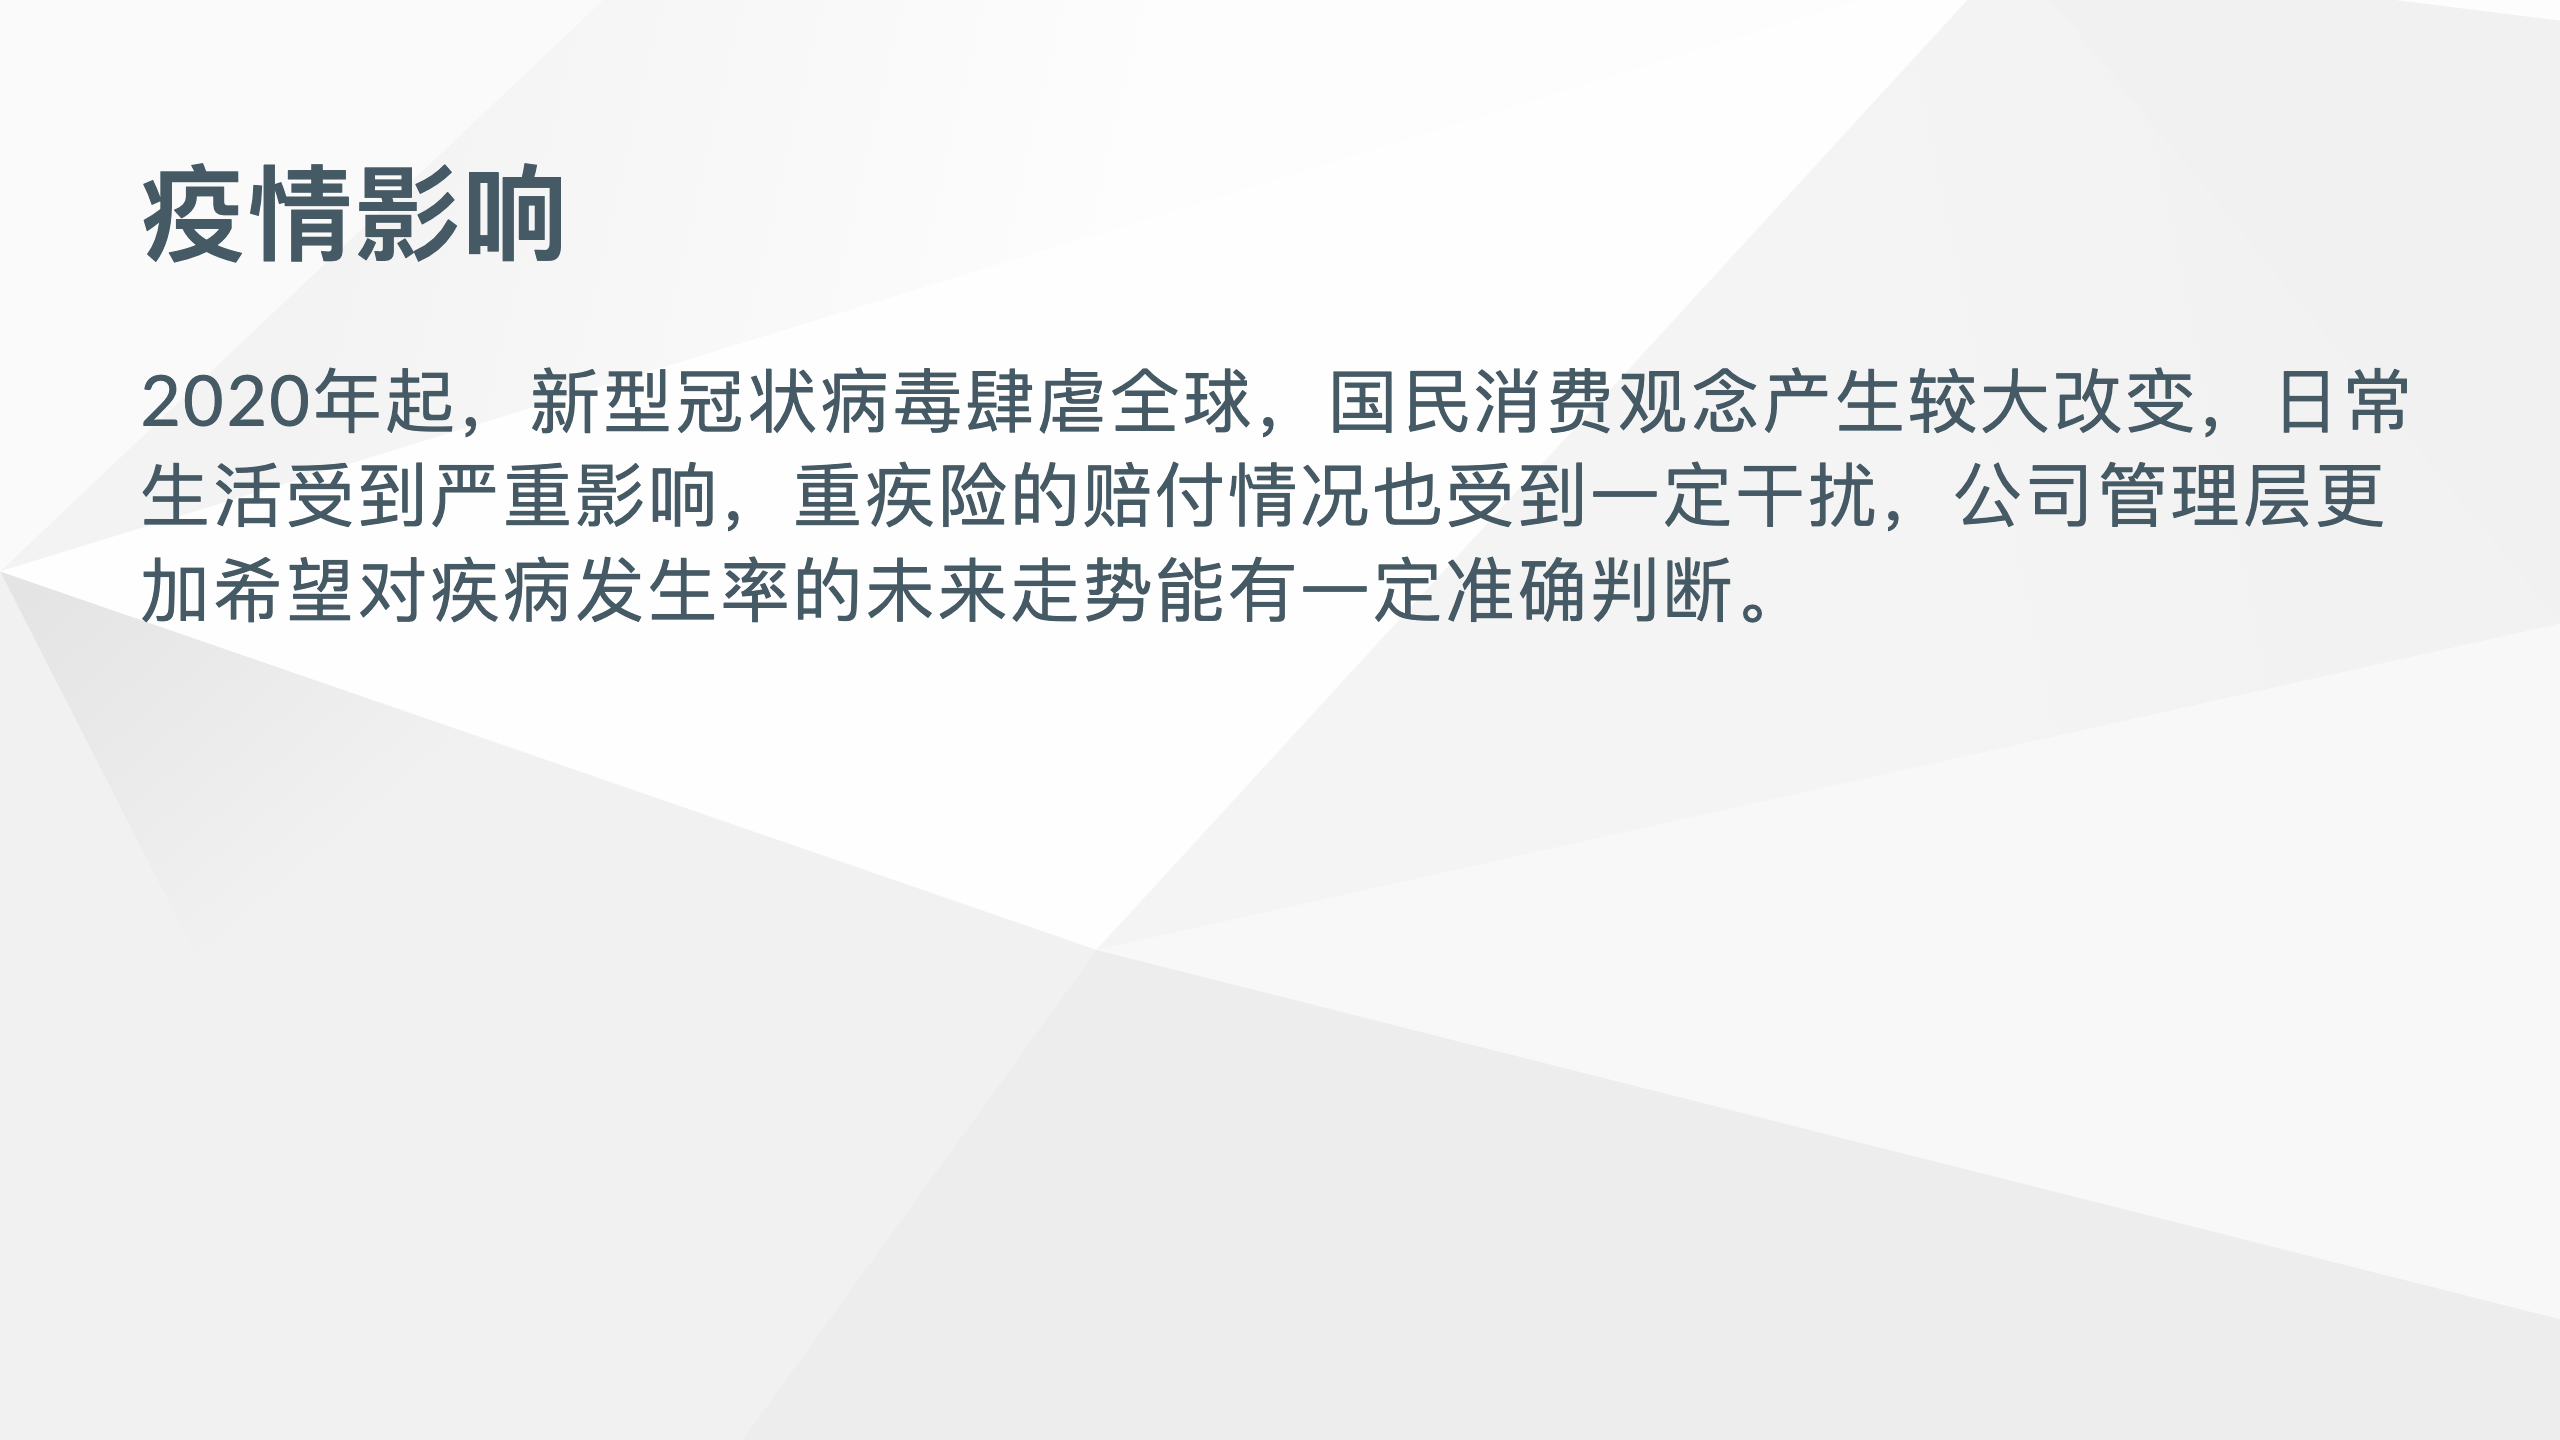 疫情影响
2020年起，新型冠状病毒肆虐全球，国民消费观念产生较大改变，日常
生活受到严重影响，重疾险的赔付情况也受到一定干扰，公司管理层更
加希望对疾病发生率的未来走势能有一定准确判断。